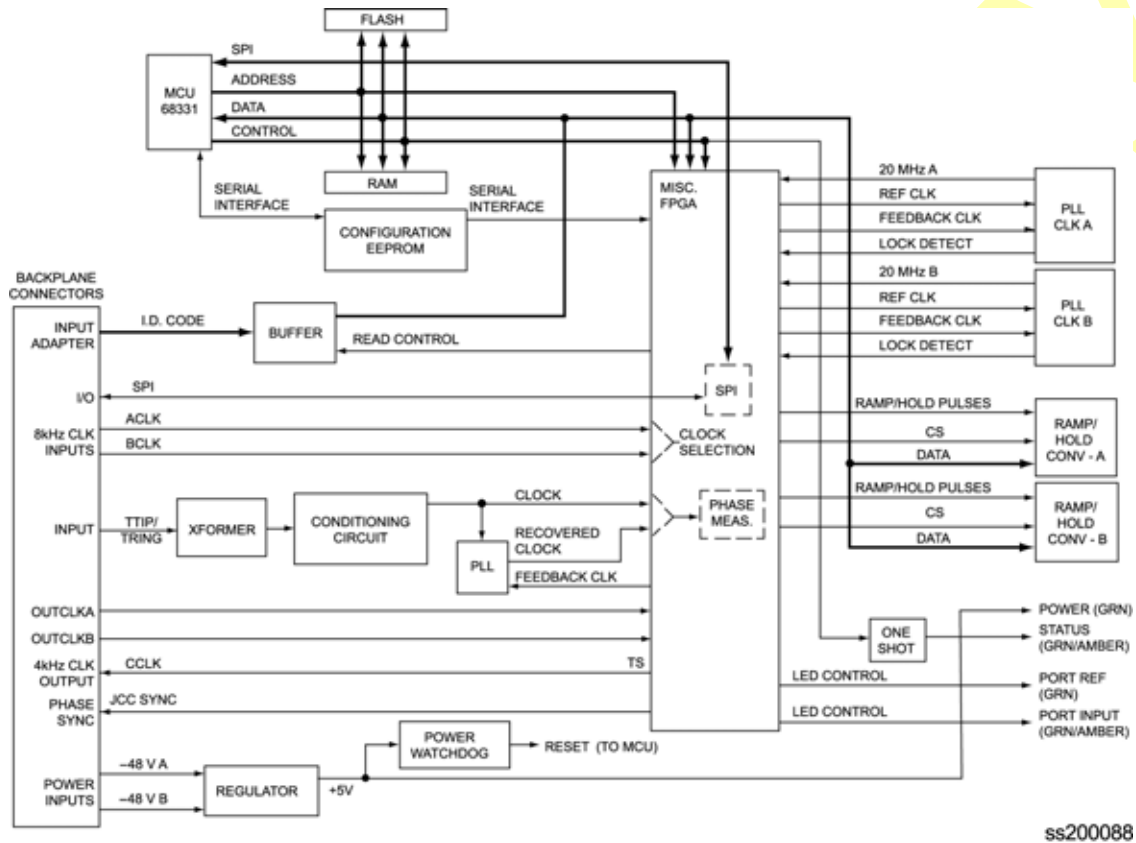 FLASH
SPI
ADDRESS
DATA
CONTROL
MCU
68331
RAM
SERIAL
INTERFACE
SERIAL
INTERFACE
CONFIGURATION
EEPROM
MISC.
FPGA
20 MHz A
REF CLK
FEEDBACK CLK
LOCK DETECT
PLL
CLK A
20 MHz B
REF CLK
FEEDBACK CLK
LOCK DETECT
PLL
CLK B
BACKPLANE
CONNECTORS
INPUT
ADAPTER
I.D. CODE
BUFFER
READ CONTROL
I/O
SPI
SPI
8kHz CLK
INPUTS
ACLK
BCLK
CLOCK
SELECTION
RAMP/HOLD PULSES
CS
DATA
RAMP/
HOLD
CONV - A
RAMP/HOLD PULSES
CS
DATA
RAMP/
HOLD
CONV - B
INPUT
TTIP/
TRING
XFORMER
CONDITIONING
CIRCUIT
CLOCK
RECOVERED
CLOCK
PLL
FEEDBACK CLK
PHASE
MEAS.
OUTCLKA
OUTCLKB
4kHz CLK
OUTPUT
CCLK
TS
PHASE
SYNC
JCC SYNC
ONE
SHOT
POWER (GRN)
STATUS
(GRN/AMBER)
LED CONTROL
PORT REF
(GRN)
LED CONTROL
PORT INPUT
(GRN/AMBER)
POWER
WATCHDOG
RESET (TO MCU)
POWER
INPUTS
–48 V A
–48 V B
REGULATOR
+5V
ss200088